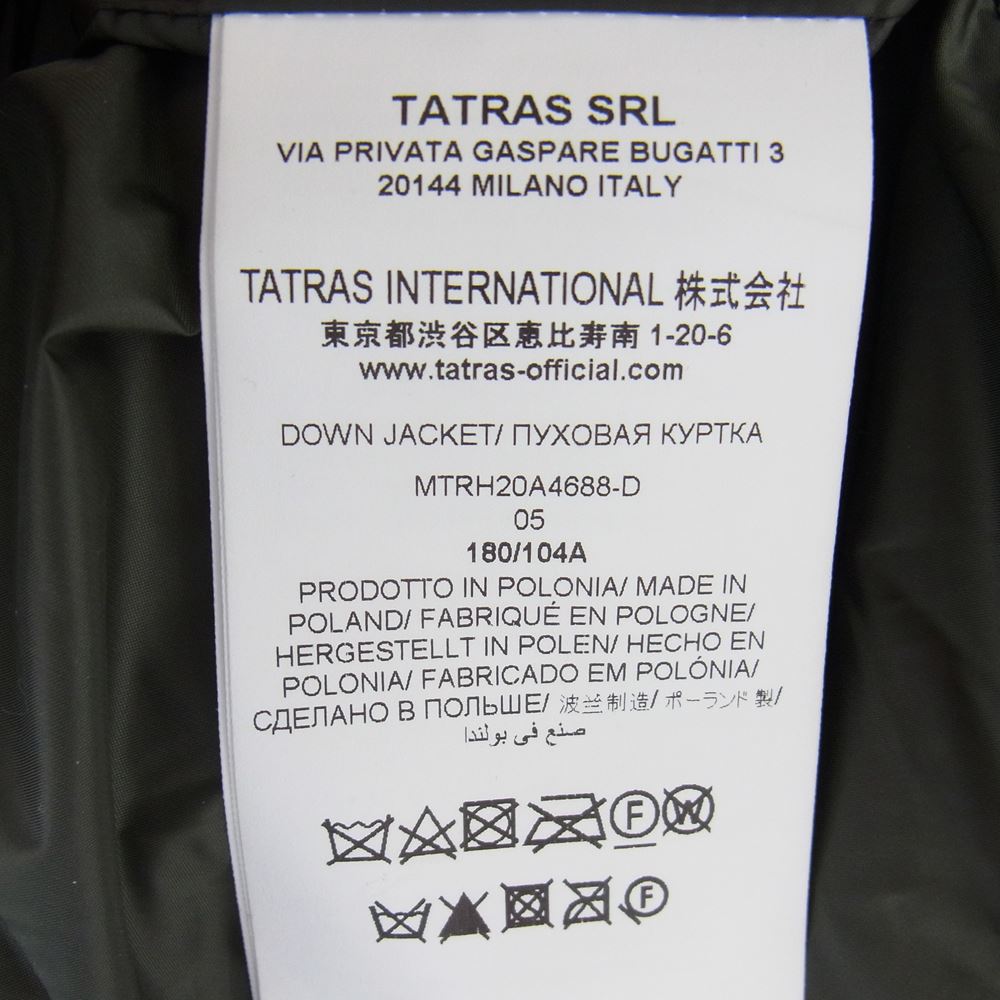 TATRAS SRL
VIA PRIVATA GASPARE BUGATTI 3
20144 MILANO ITALY
TATRAS INTERNATIONAL 株式会社
東京都渋谷区恵比寿南 1-20-6
www.tatras-official.com
DOWN JACKET/ ПУХОВАЯ КУРТКА
MTRH20A4688-D
05
180/104A
PRODOTTO IN POLONIA/ MADE IN
POLAND/ FABRIQUÉ EN POLOGNE/
HERGESTELLT IN POLEN/ HECHO EN
POLONIA/ FABRICADO EM POLÓNIA/
СДЕЛАНО В ПОЛЬШЕ/ 波兰制造/ ポーランド製/
صنع في بولندا
F W
F